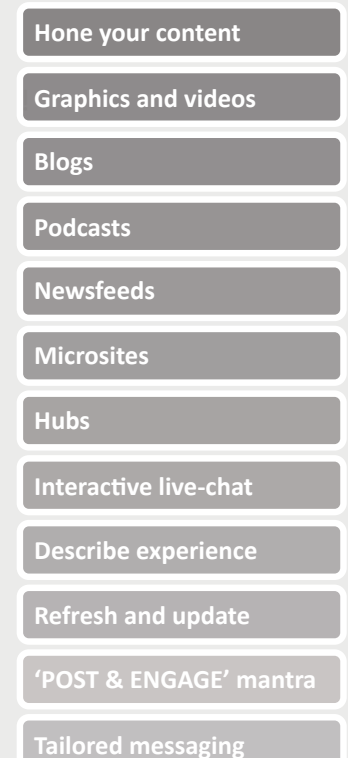 Hone your content
Graphics and videos
Blogs
Podcasts
Newsfeeds
Microsites
Hubs
Interactive live-chat
Describe experience
Refresh and update
‘POST & ENGAGE’ mantra
Tailored messaging